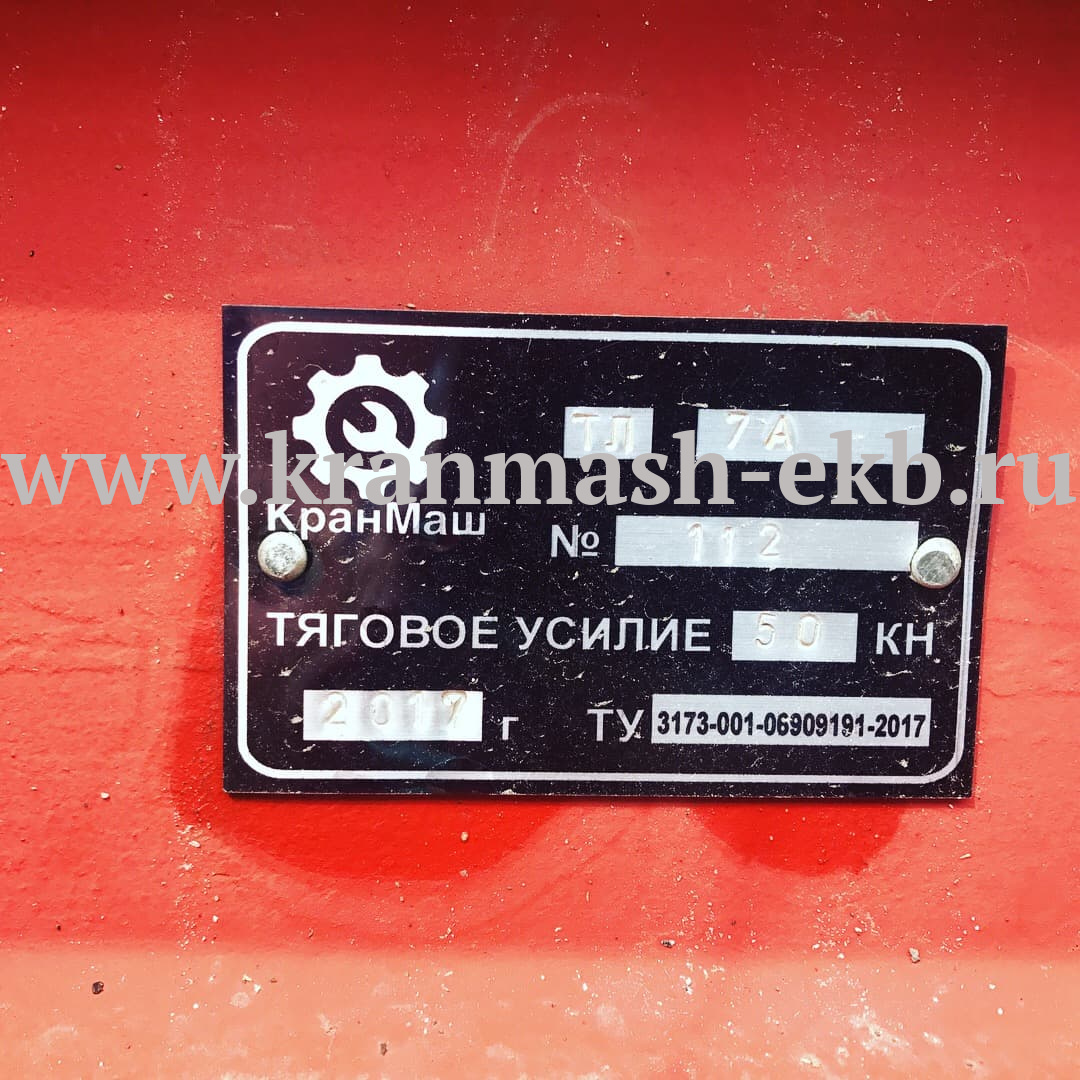 ТЛ 7А
www.kranmash-ekb.ru
КранМаш
№ 112
ТЯГОВОЕ УСИЛИЕ 50 КН
2017 г ТУ 3173-001-06909191-2017